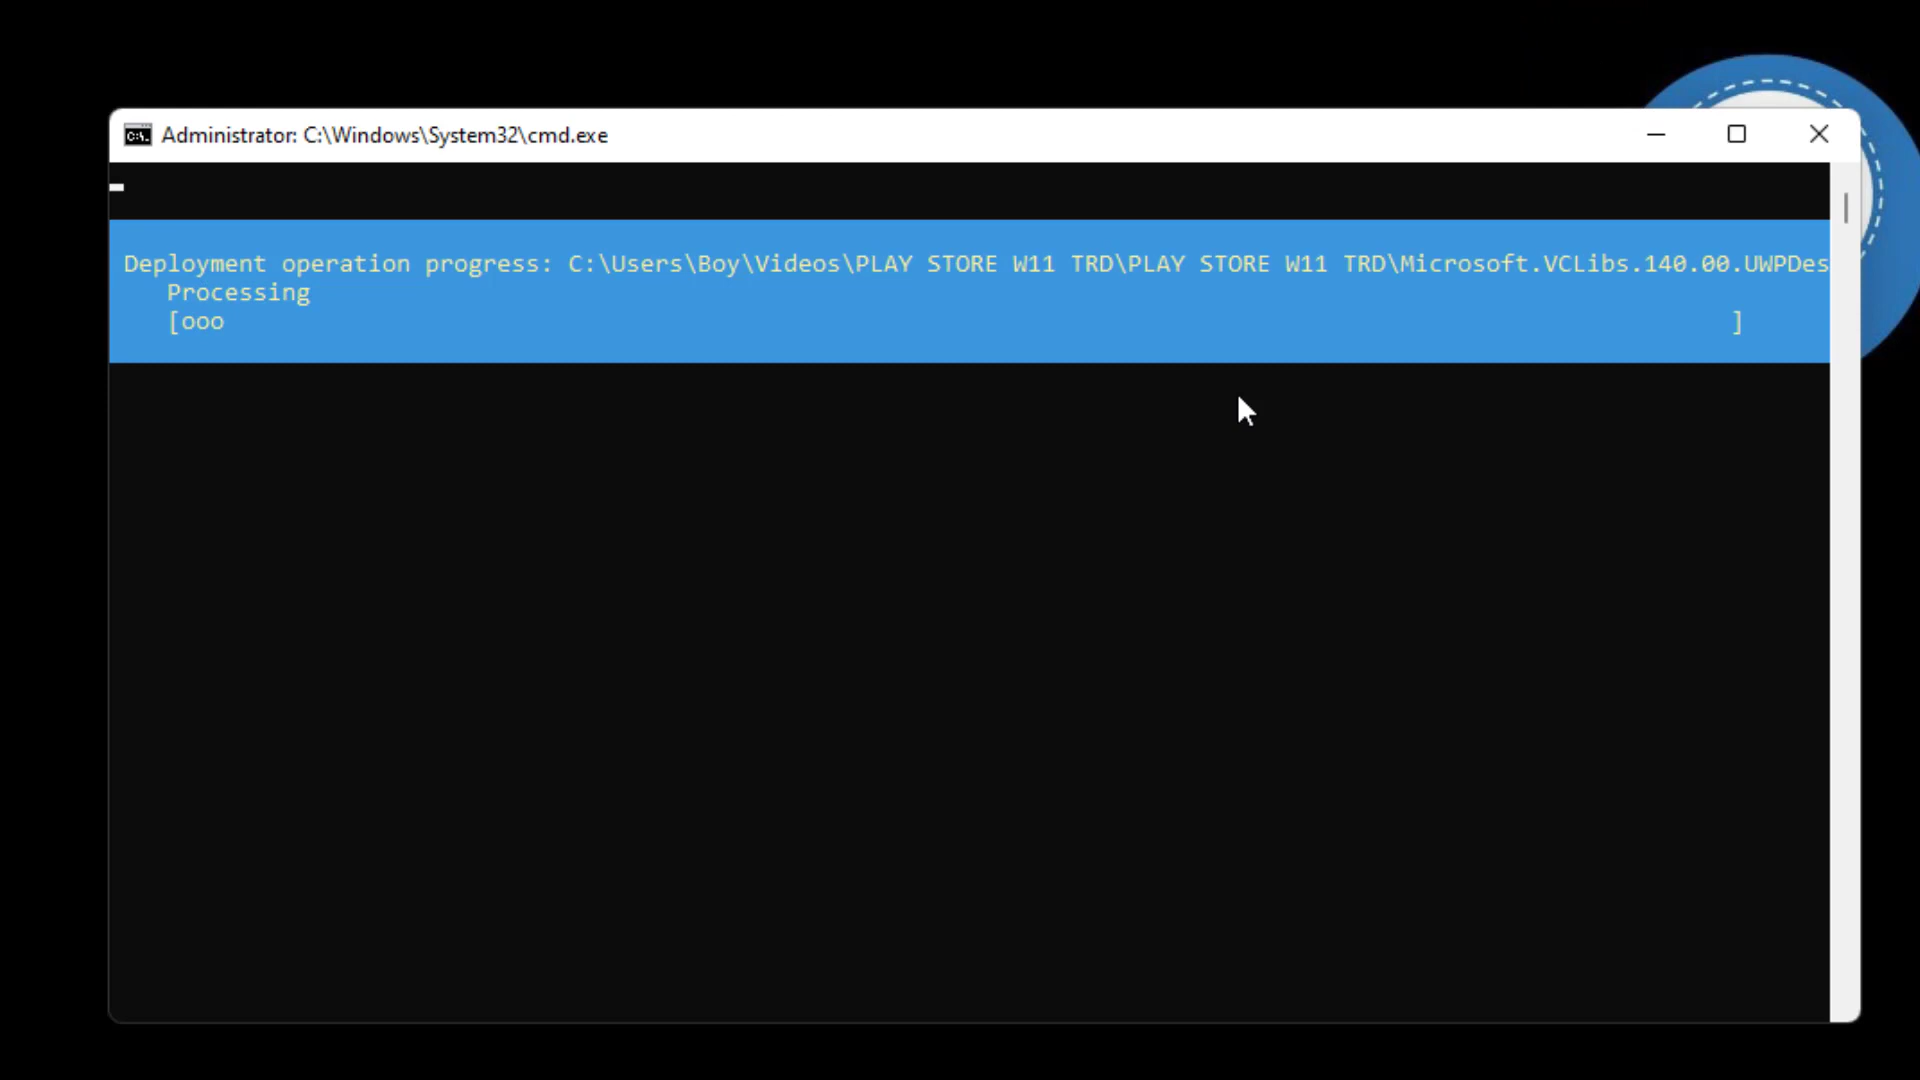 Administrator: C:\Windows\System32\cmd.exe
Deployment operation progress: C:\Users\Boy\Videos\PLAY STORE W11 TRD\PLAY STORE W11 TRD\Microsoft.VCLibs.140.00.UWPDes
Processing
[ooo ]